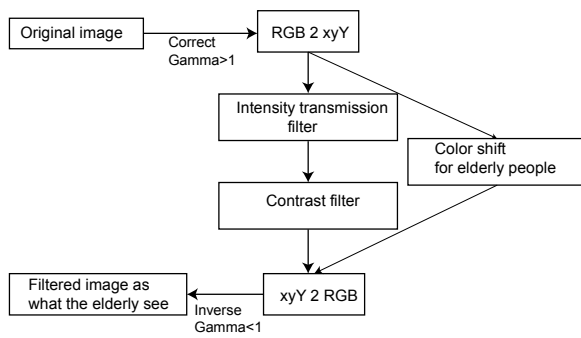 Original image
Correct
Gamma>1
RGB 2 xyY
Intensity transmission
filter
Color shift
for elderly people
Contrast filter
Filtered image as
what the elderly see
Inverse
Gamma<1
xyY 2 RGB